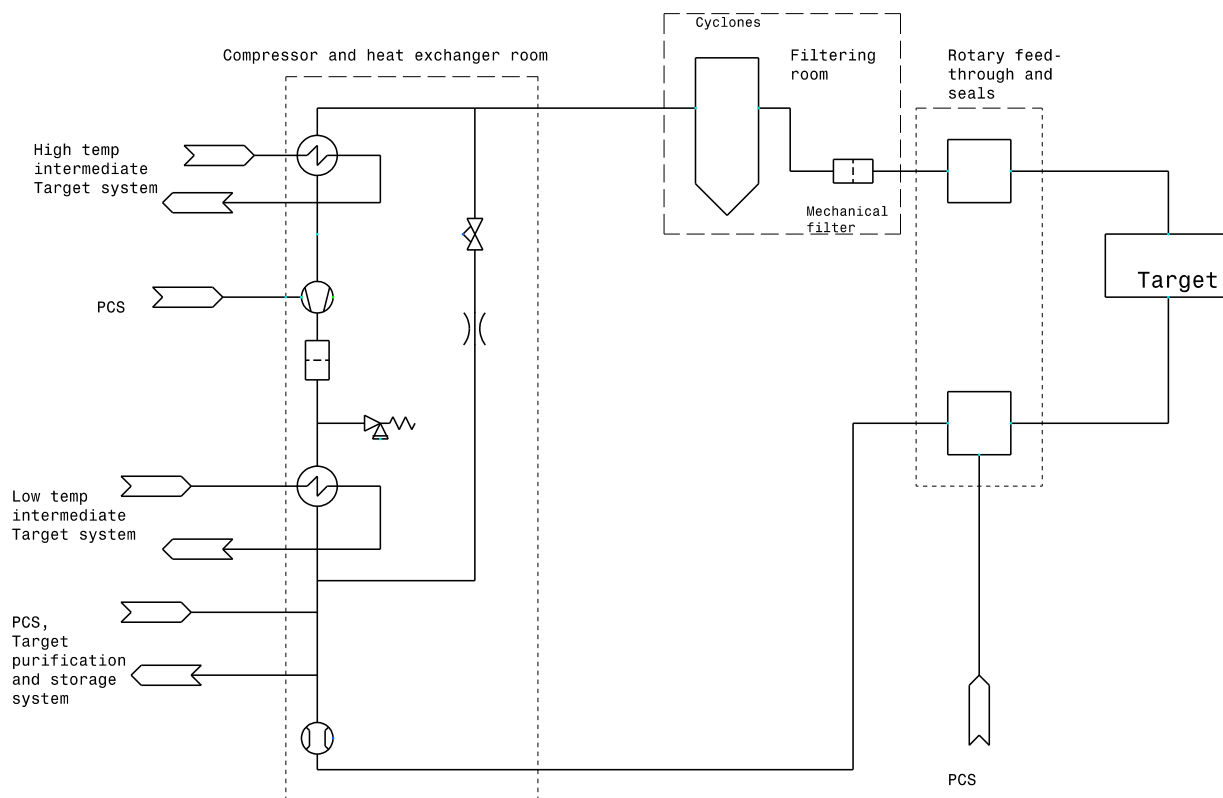 Cyclones
Compressor and heat exchanger room
Filtering
room
Rotary feed-
through and
seals
High temp
intermediate
Target system
Mechanical
filter
Target
PCS
Low temp
intermediate
Target system
PCS,
Target
purification
and storage
system
PCS